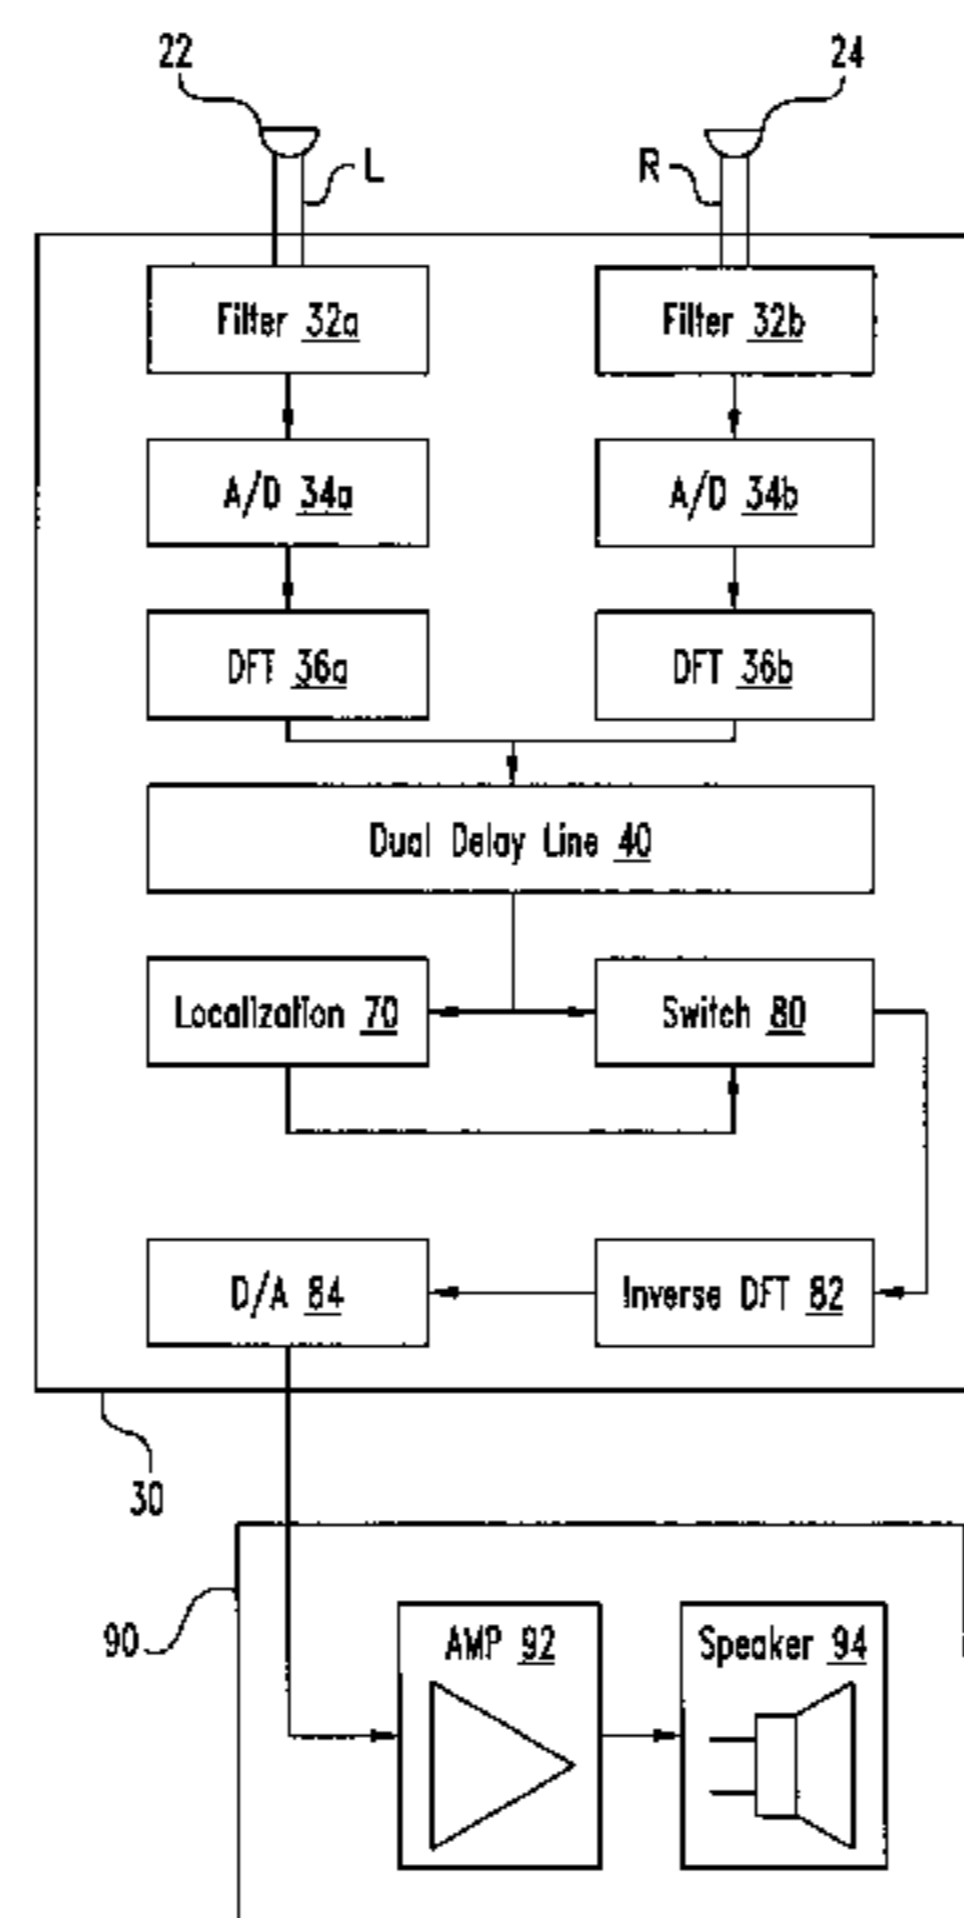 22
24
L
R
Filter 32a
Filter 32b
A/D 34a
A/D 34b
DFT 36a
DFT 36b
Dual Delay Line 40
Localization 70
Switch 80
D/A 84
Inverse DFT 82
30
90
AMP 92
Speaker 94